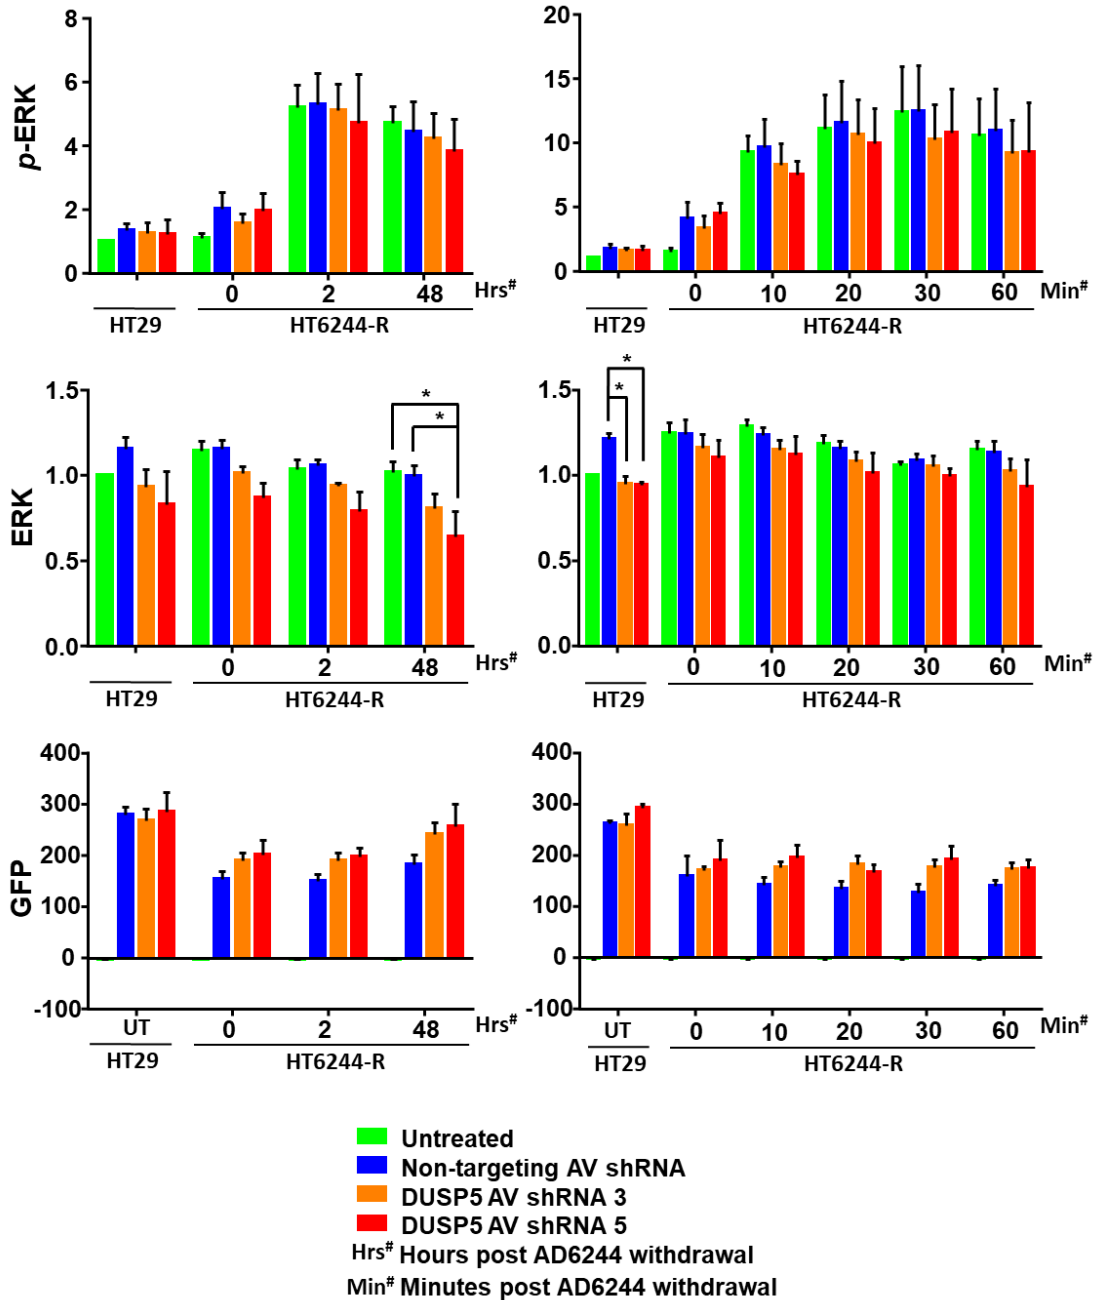 p-ERK
8
6
4
2
0
0 2 48 Hrs#
HT29 HT6244-R
20
15
10
5
0
0 10 20 30 60 Min#
HT29 HT6244-R
ERK
1.5
1.0
0.5
0.0
* 
*
0 2 48 Hrs#
HT29 HT6244-R
1.5
1.0
0.5
0.0
*
*
0 10 20 30 60 Min#
HT29 HT6244-R
GFP
400
300
200
100
0
-100
UT 0 2 48 Hrs#
HT29 HT6244-R
400
300
200
100
0
-100
UT 0 10 20 30 60 Min#
HT29 HT6244-R
Untreated
Non-targeting AV shRNA
DUSP5 AV shRNA 3
DUSP5 AV shRNA 5
Hrs# Hours post AD6244 withdrawal
Min# Minutes post AD6244 withdrawal